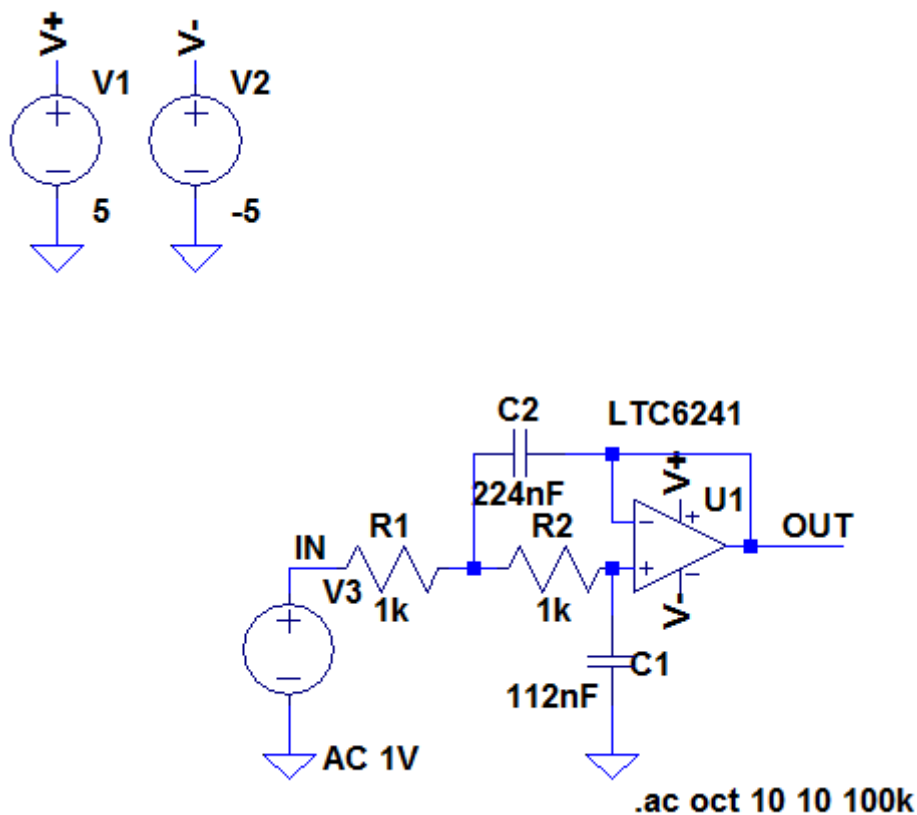 V+
V-
V1
V2
5
-5
C2
LTC6241
224nF
V+
U1
IN
R1
R2
OUT
V3
1k
1k
V-
C1
112nF
AC 1V
.ac oct 10 10 100k